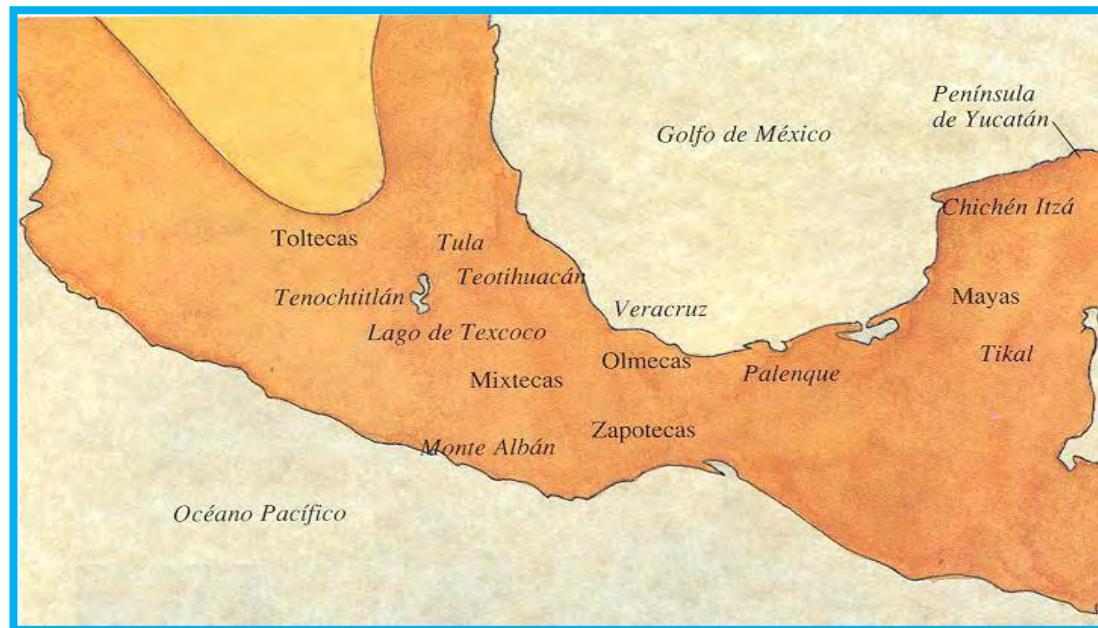 Península
de Yucatán
Golfo de México
Chichén Itzá
Toltecas
Tula
Teotihuacán
Tenochtitlán
Mayas
Veracruz
Lago de Texcoco
Olmecas
Tikal
Palenque
Mixtecas
Zapotecas
Monte Albán
Océano Pacífico